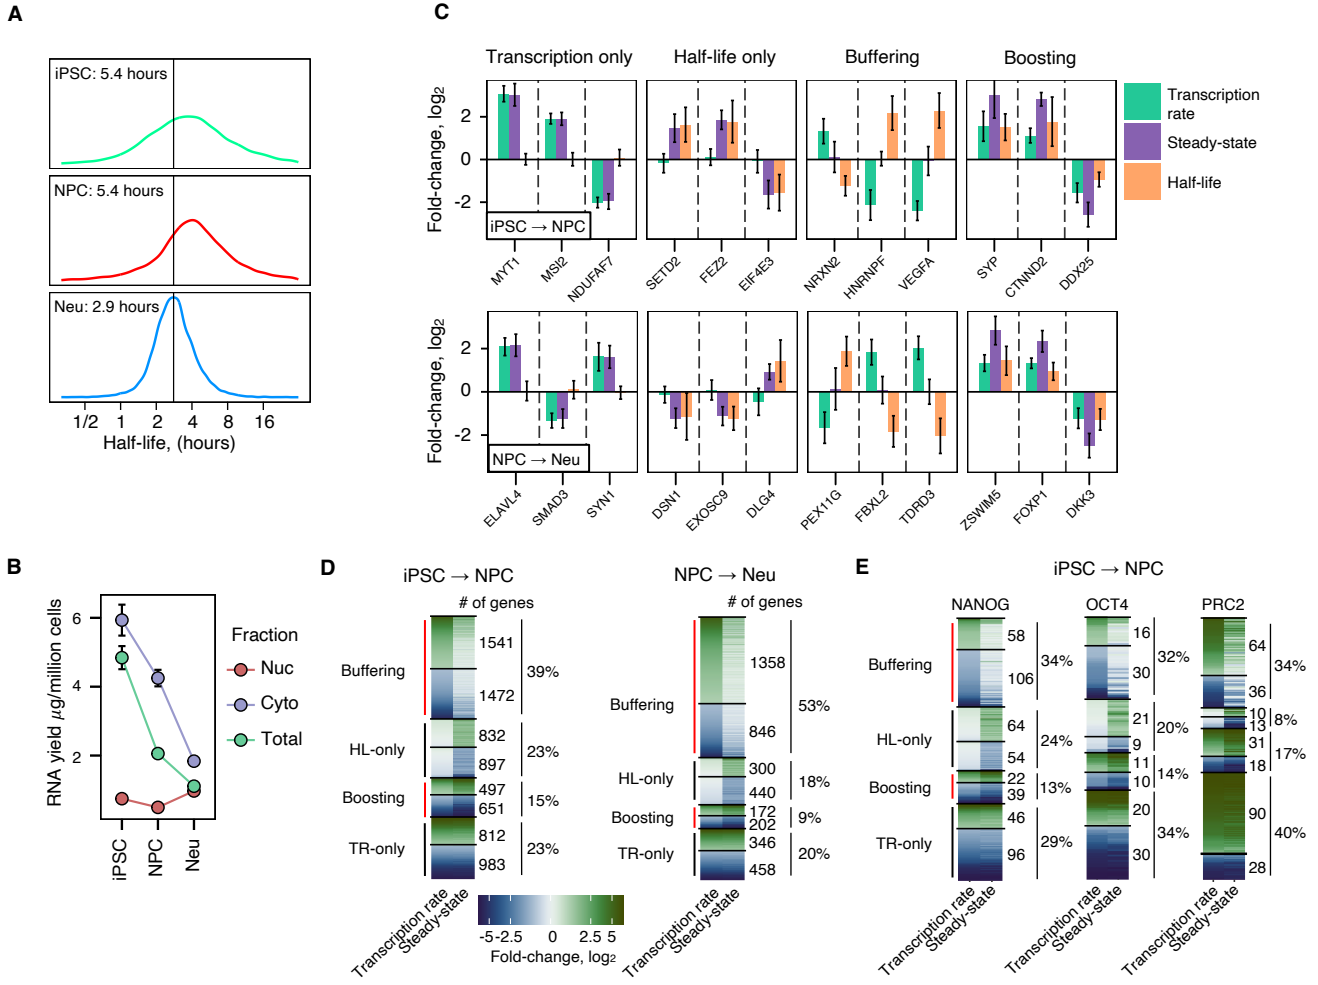 A
iPSC: 5.4 hours
NPC: 5.4 hours
Neu: 2.9 hours
1/2 1 2 4 8 16
Half-life, (hours)
B
RNA yield µg/million cells
6
4
2
iPSC
NPC
Neu
Fraction
Nuc
Cyto
Total
C
Transcription only
Half-life only
Buffering
Boosting
Fold-change, log2
2
0
-2
iPSC → NPC
MYT1
MSI2
NDUFAF7
SETD2
FEZ2
EIF4E3
NRXN2
HNRNPF
VEGFA
SYP
CTNND2
DDX25
Transcription
rate
Steady-state
Half-life
Fold-change, log2
2
0
-2
NPC → Neu
ELAVL4
SMAD3
SYN1
DSN1
EXOSC9
DLG4
PEX11G
FBXL2
TDRD3
ZSWIM5
FOXP1
DKK3
D
iPSC → NPC
# of genes
Buffering
1541
1472
39%
HL-only
832
897
23%
Boosting
497
651
15%
TR-only
812
983
23%
Transcription rate
Steady-state
NPC → Neu
# of genes
Buffering
1358
846
53%
HL-only
300
440
18%
Boosting
172
202
9%
TR-only
346
458
20%
Transcription rate
Steady-state
-5 -2.5 0 2.5 5
Fold-change, log2
E
iPSC → NPC
NANOG
Buffering
58
106
34%
HL-only
64
54
24%
Boosting
22
39
13%
TR-only
46
96
29%
Transcription rate
Steady-state
OCT4
16
30
32%
21
9
20%
11
10
14%
20
30
34%
Transcription rate
Steady-state
PRC2
64
36
34%
10
13
8%
31
18
17%
90
28
40%
Transcription rate
Steady-state